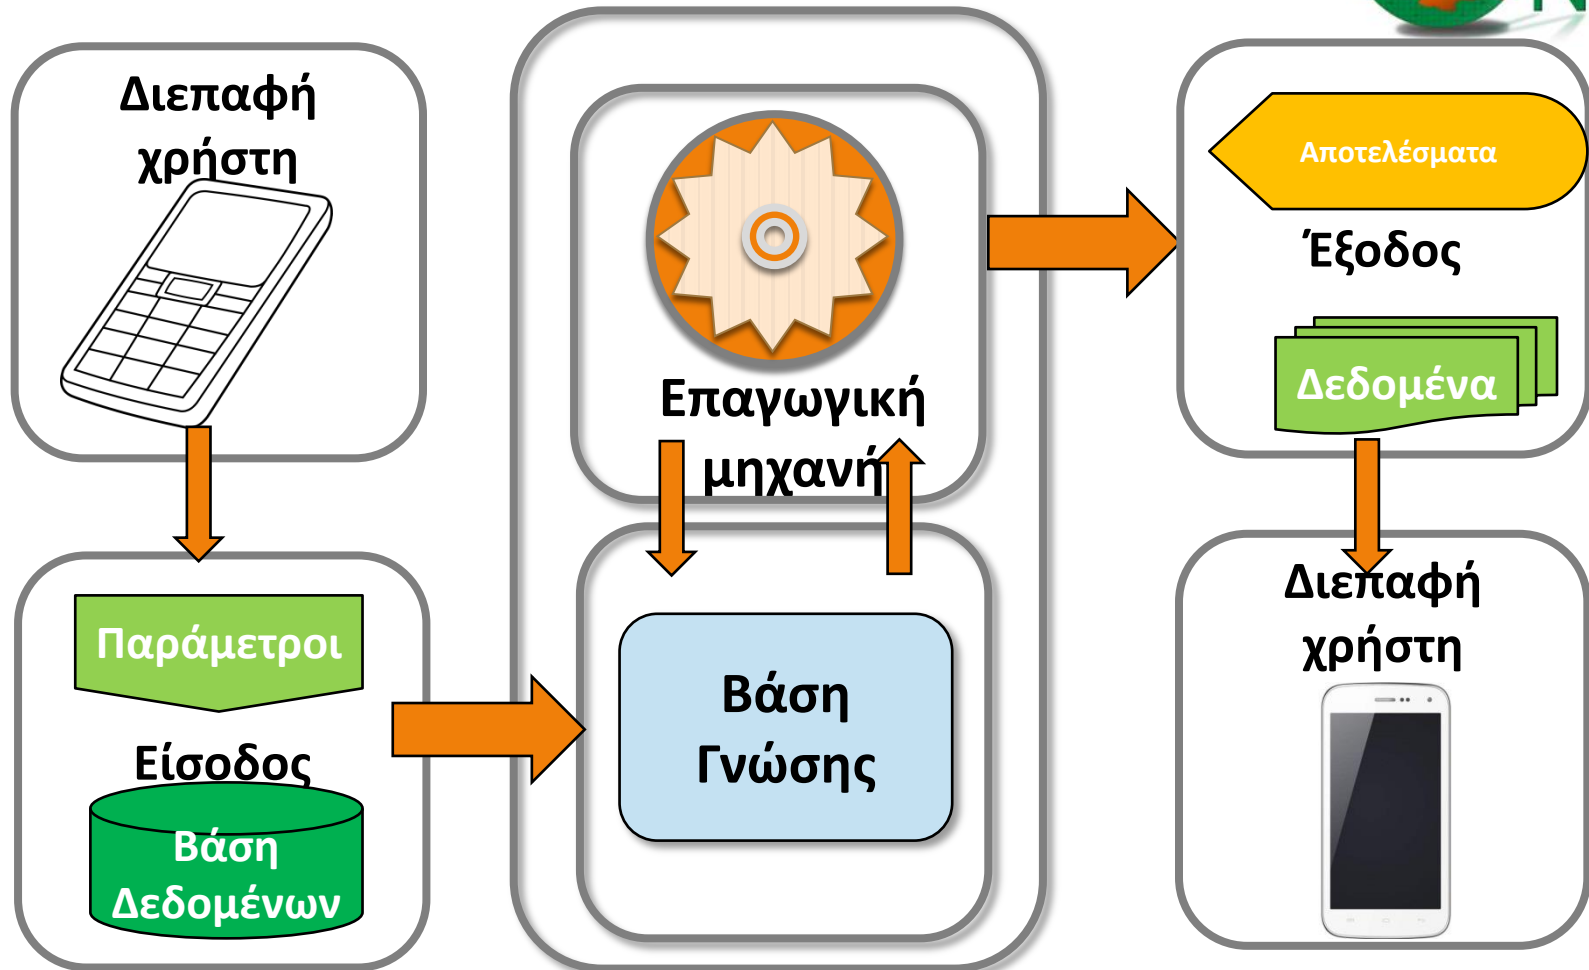 Διεπαφή
χρήστη
Παράμετροι
Είσοδος
Βάση
Δεδομένων
Επαγωγική
μηχανή
Βάση
Γνώσης
Αποτελέσματα
Έξοδος
Δεδομένα
Διεπαφή
χρήστη